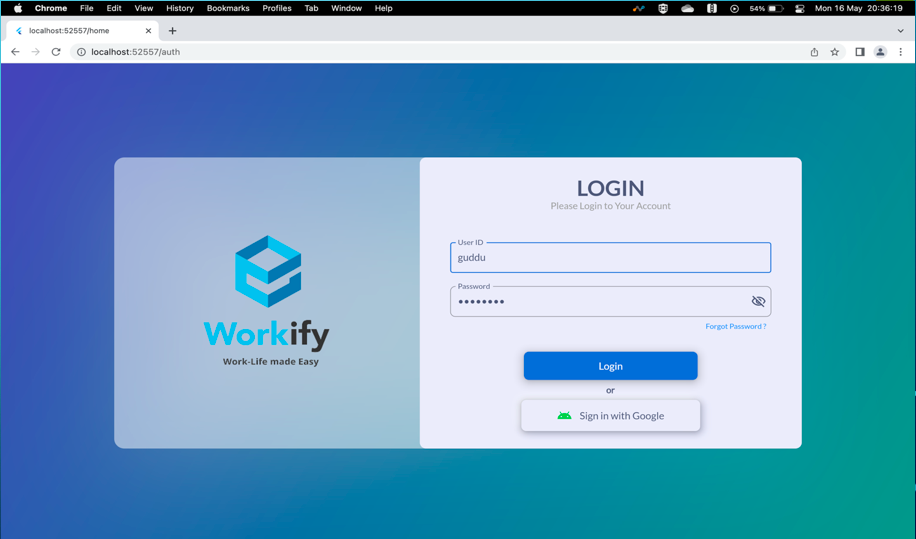 Chrome File Edit View History Bookmarks Profiles Tab Window Help 54% Mon 16 May 20:36:19
localhost:52557/home
localhost:52557/auth
LOGIN
Please Login to Your Account
User ID
guddu
Password
••••••••
Forgot Password ?
Login
or
Sign in with Google
Workify
Work-Life made Easy